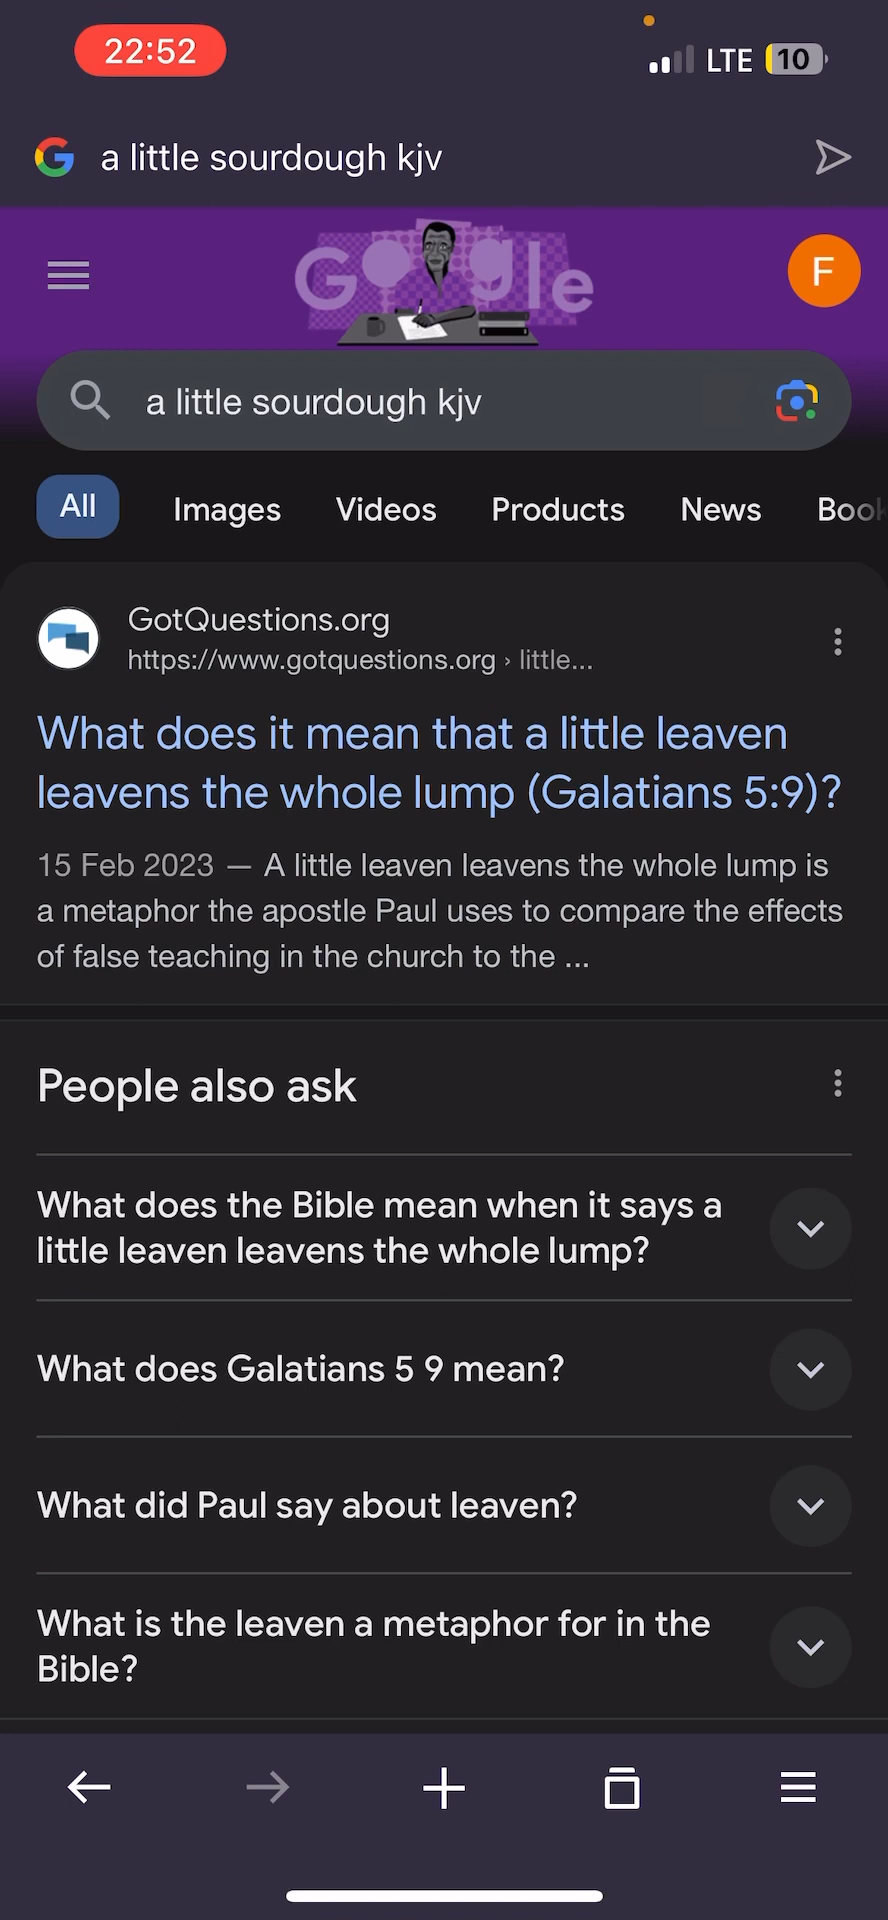 22:52
LTE 10
a little sourdough kjv
Google
F
a little sourdough kjv
All Images Videos Products News Book
GotQuestions.org
https://www.gotquestions.org › little...
What does it mean that a little leaven
leavens the whole lump (Galatians 5:9)?
15 Feb 2023 — A little leaven leavens the whole lump is
a metaphor the apostle Paul uses to compare the effects
of false teaching in the church to the ...
People also ask
What does the Bible mean when it says a
little leaven leavens the whole lump?
What does Galatians 5 9 mean?
What did Paul say about leaven?
What is the leaven a metaphor for in the
Bible?